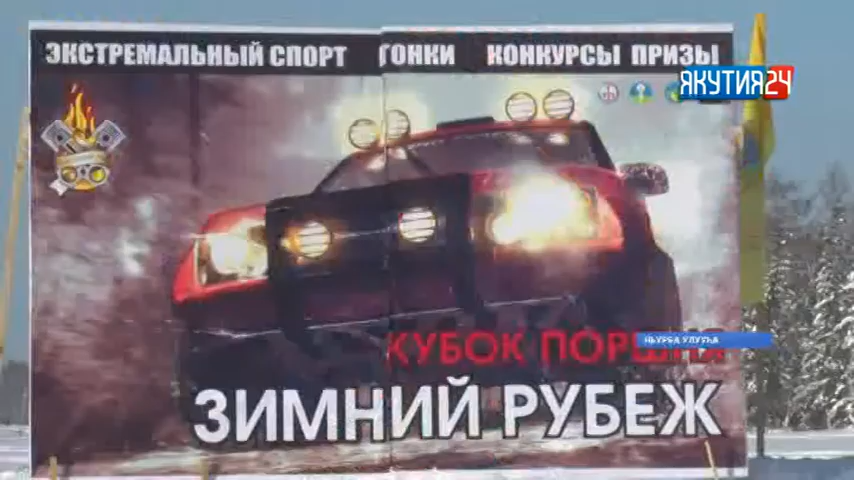 ЭКСТРЕМАЛЬНЫЙ СПОРТ ГОНКИ КОНКУРСЫ ПРИЗЫ
ЯКУТИЯ24
КУБОК ПОРШНЯ
ЗИМНИЙ РУБЕЖ